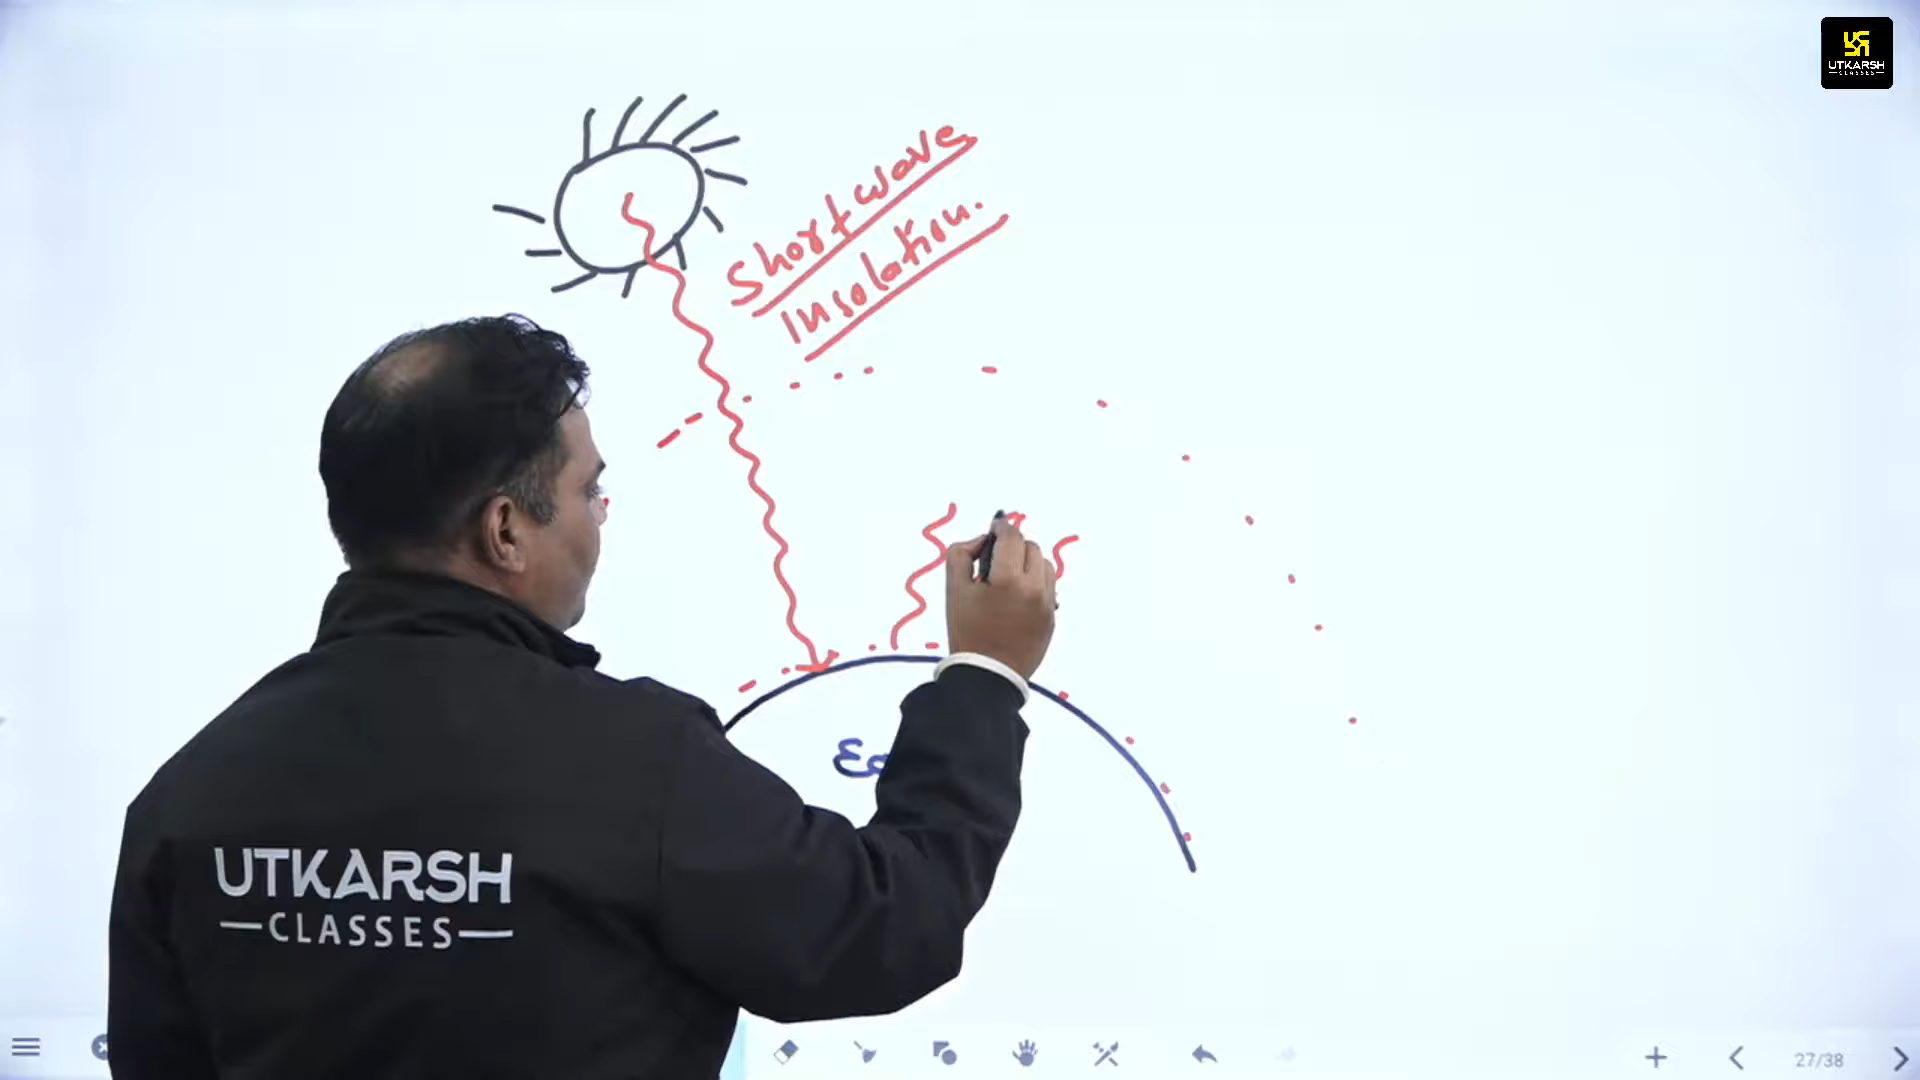 UTKARSH
CLASSES
Shortwave
Insolation.
UTKARSH
CLASSES
27/38